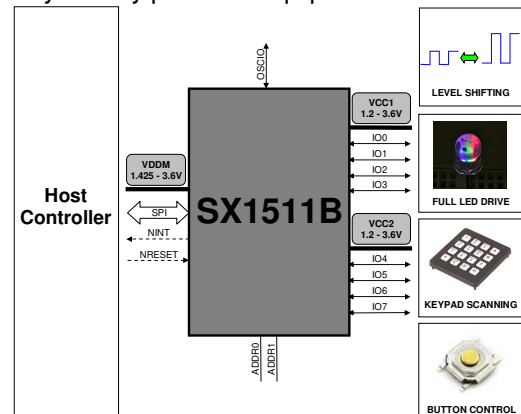 OSCIO
VCC1
1.2 - 3.6V
LEVEL SHIFTING
IO0
IO1
IO2
IO3
VDDM
1.425 - 3.6V
FULL LED DRIVE
Host
Controller
SPI
SX1511B
NINT
NRESET
VCC2
1.2 - 3.6V
IO4
IO5
IO6
IO7
KEYPAD SCANNING
ADDR0
ADDR1
BUTTON CONTROL